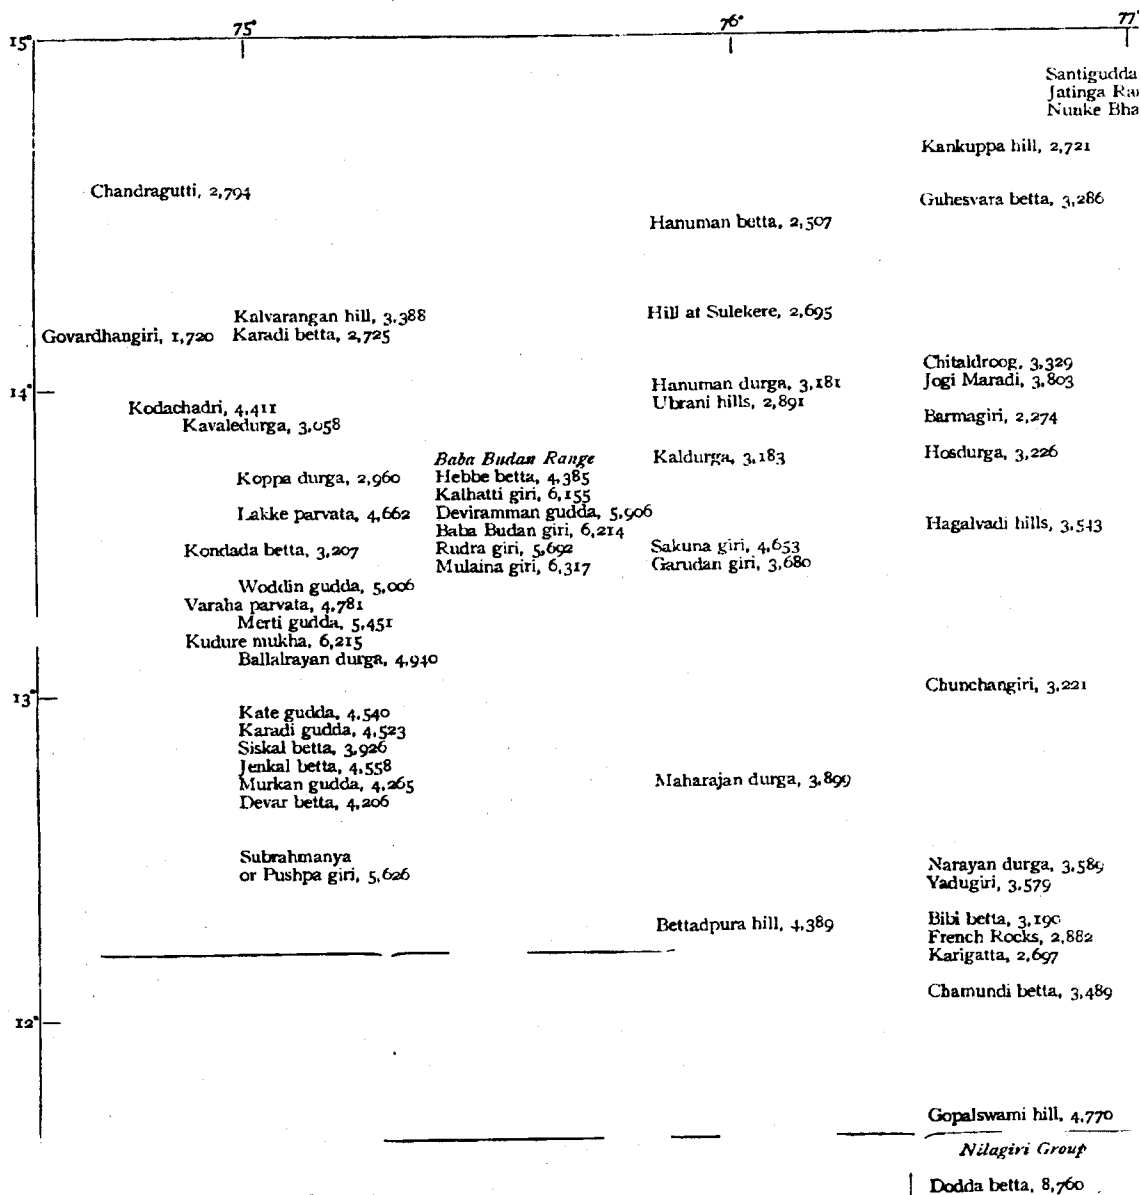 75°
76°
77°
15°
Santigudda
Jatinga
Nunke
Kankuppa hill, 2,721
Chandragutti, 2,794
Guhesvara betta, 3,286
Hanuman betta, 2,507
Kalvarangan hill, 3,388
Hill at Sulekere, 2,695
Govardhangiri, 1,720
Karadi betta, 2,725
Chitaldroog, 3,329
14°
Hanuman durga, 3,181
Jogi Maradi, 3,803
Kodachadri, 4,411
Ubrani hills, 2,891
Kavaledurga, 3,058
Barmagiri, 2,274
Baba Budan Range
Kaldurga, 3,183
Hosdurga, 3,226
Koppa durga, 2,960
Hebbe betta, 4,385
Kalhatti giri, 6,155
Lakke parvata, 4,662
Deviramman gudda, 5,906
Baba Budan giri, 6,214
Hagalvadi hills, 3,543
Kondada betta, 3,207
Rudra giri, 5,692
Sakuna giri, 4,653
Mulaina giri, 6,317
Garudan giri, 3,680
Woddin gudda, 5,006
Varaha parvata, 4,781
Merti gudda, 5,451
Kudure mukha, 6,215
Ballalrayan durga, 4,940
13°
Chunchangiri, 3,221
Kate gudda, 4,540
Karadi gudda, 4,523
Siskal betta, 3,926
Jenkal betta, 4,558
Murkan gudda, 4,265
Maharajan durga, 3,899
Devar betta, 4,206
Subrahmanya
or Pushpa giri, 5,626
Narayan durga, 3,589
Yadugiri, 3,579
Bettadpura hill, 4,389
Bibi betta, 3,190
French Rocks, 2,882
Karigatta, 2,697
Chamundi betta, 3,489
12°
Gopalswami hill, 4,770
Nilagiri Group
Dodda betta, 8,760